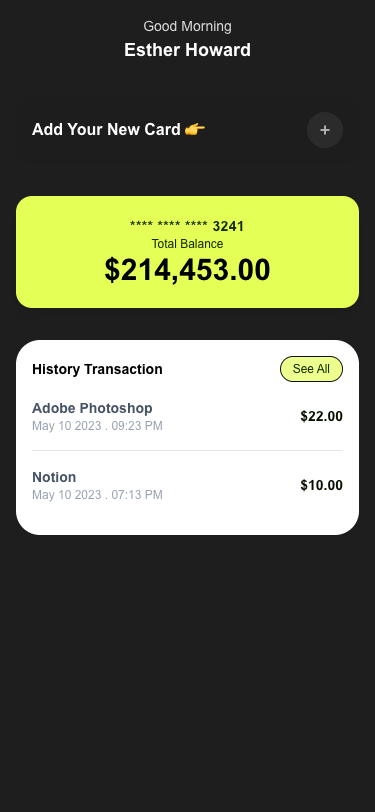 Good Morning
Esther Howard
Add Your New Card 👉
+
**** **** **** 3241
Total Balance
$214,453.00
History Transaction
See All
Adobe Photoshop
$22.00
May 10 2023 . 09:23 PM
Notion
$10.00
May 10 2023 . 07:13 PM